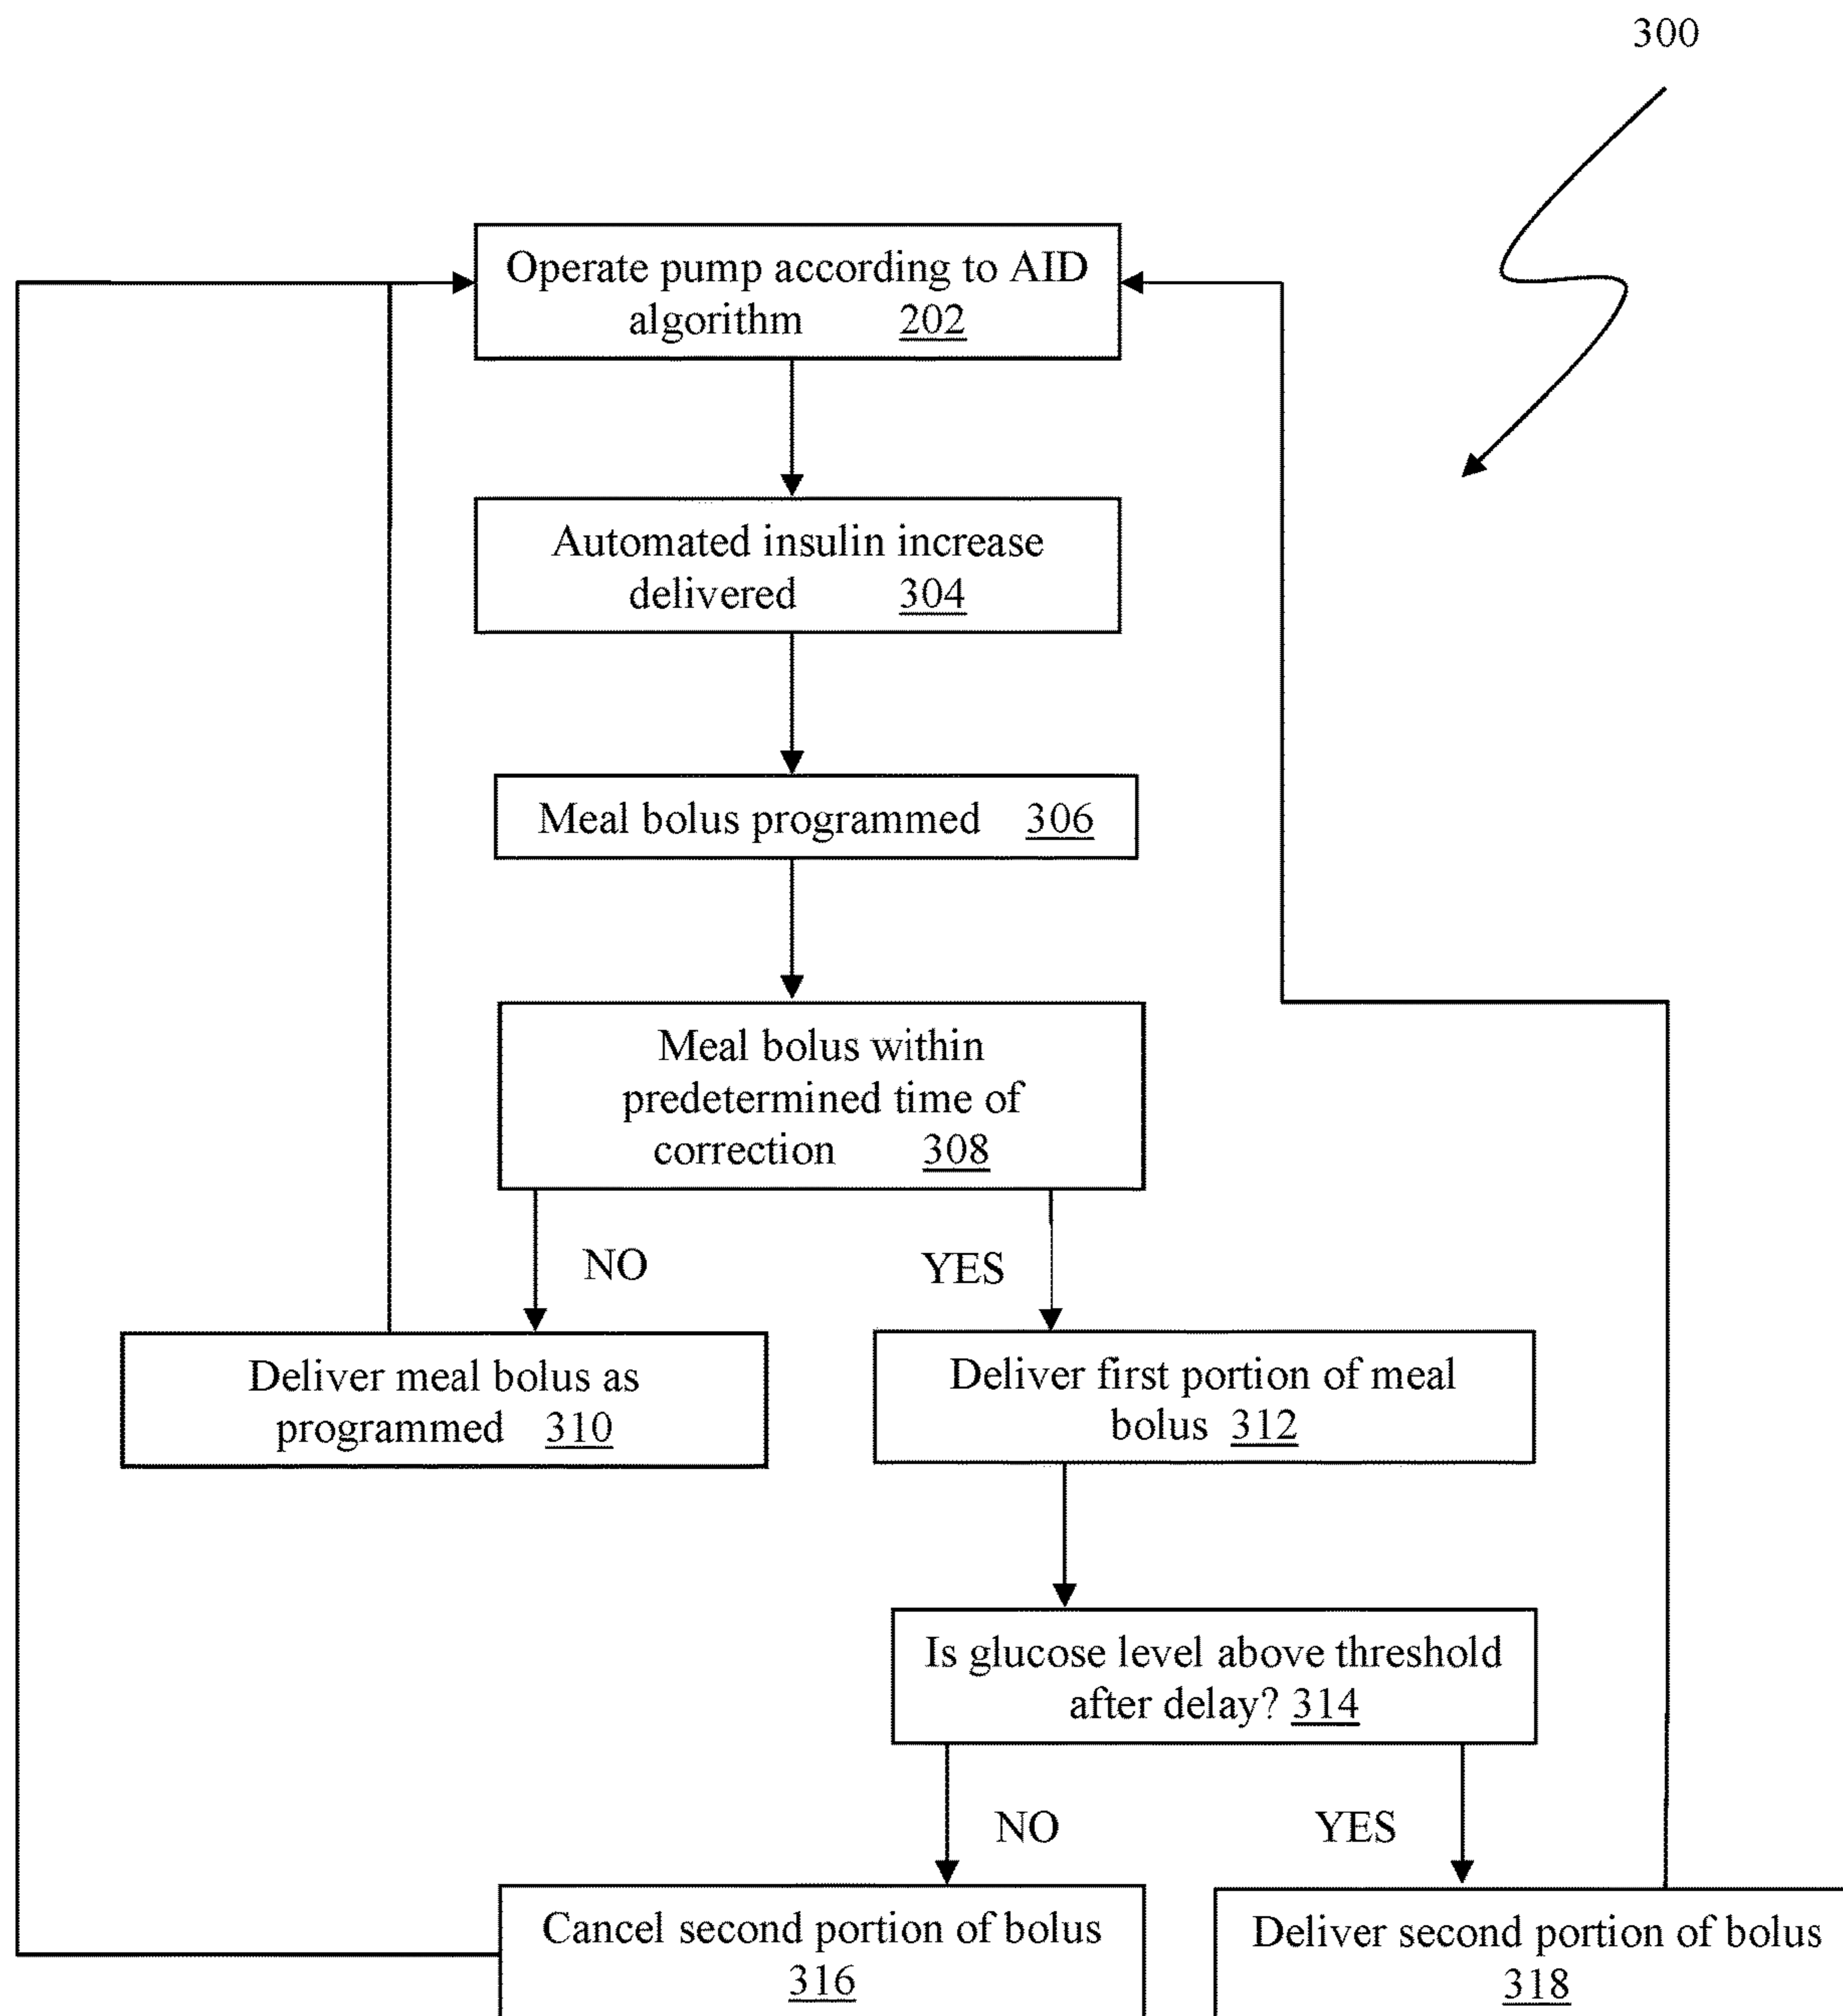 300
Operate pump according to AID
algorithm 202
Automated insulin increase
delivered 304
Meal bolus programmed 306
Meal bolus within
predetermined time of
correction 308
NO
YES
Deliver meal bolus as
programmed 310
Deliver first portion of meal
bolus 312
Is glucose level above threshold
after delay? 314
NO
YES
Cancel second portion of bolus
316
Deliver second portion of bolus
318